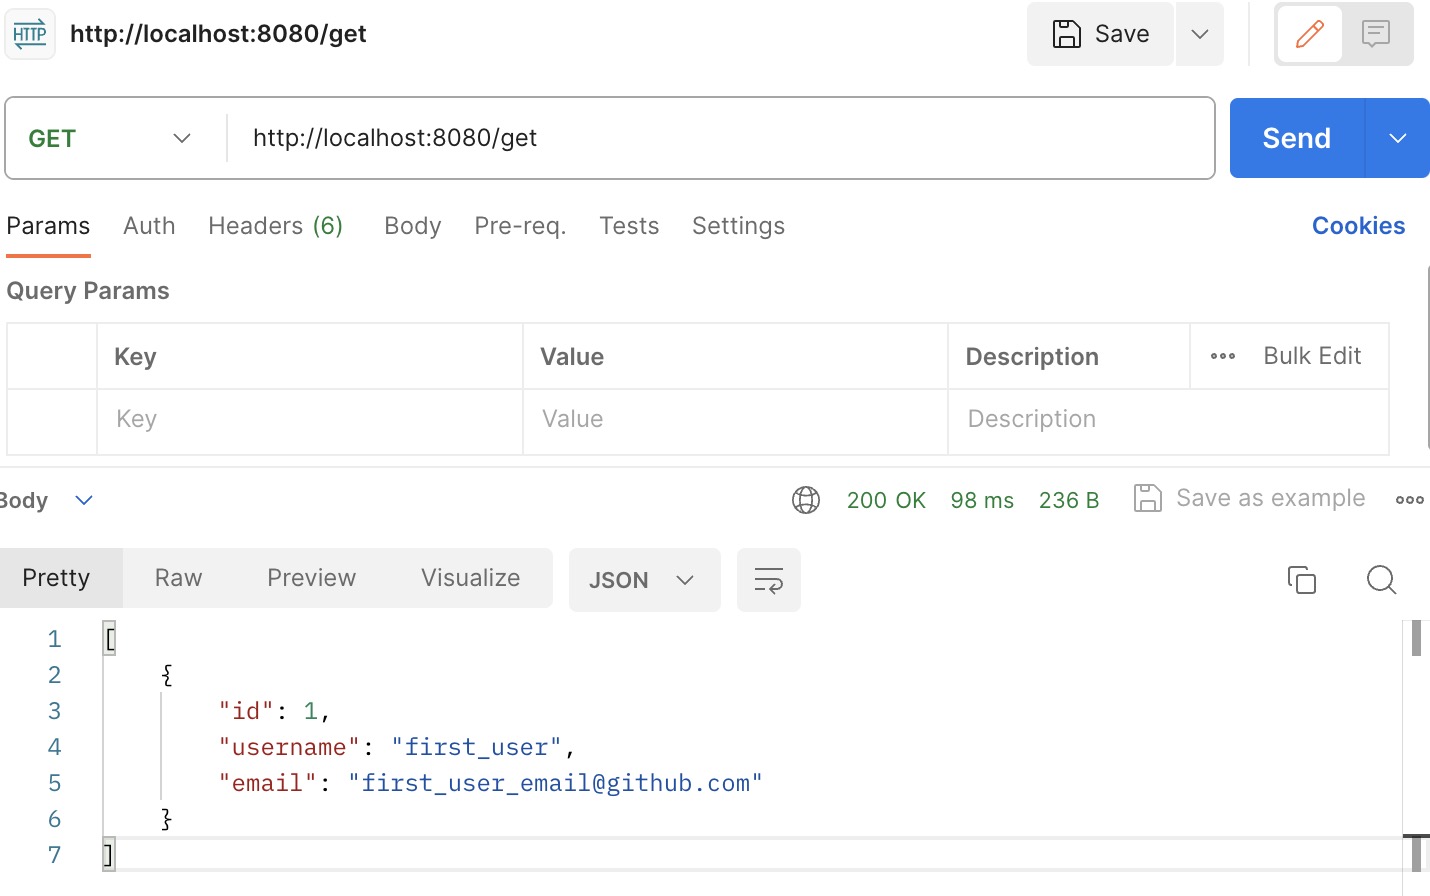 HTTP http://localhost:8080/get Save
GET http://localhost:8080/get Send
Params Auth Headers (6) Body Pre-req. Tests Settings Cookies
Query Params
Key Value Description Bulk Edit
Key Value Description
Body 200 OK 98 ms 236 B Save as example
Pretty Raw Preview Visualize JSON
1 [
2 {
3 "id": 1,
4 "username": "first_user",
5 "email": "first_user_email@github.com"
6 }
7 ]